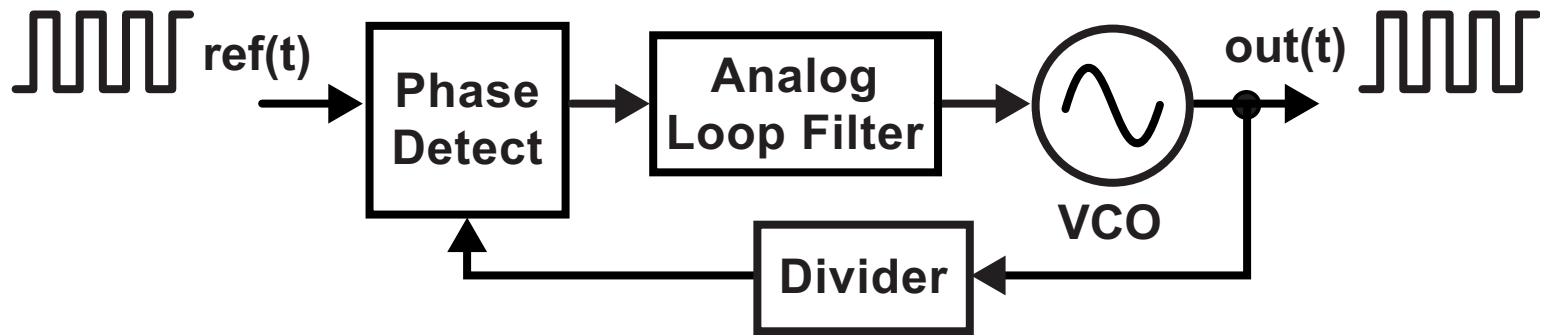 ref(t)
Phase
Detect
Analog
Loop Filter
VCO
out(t)
Divider